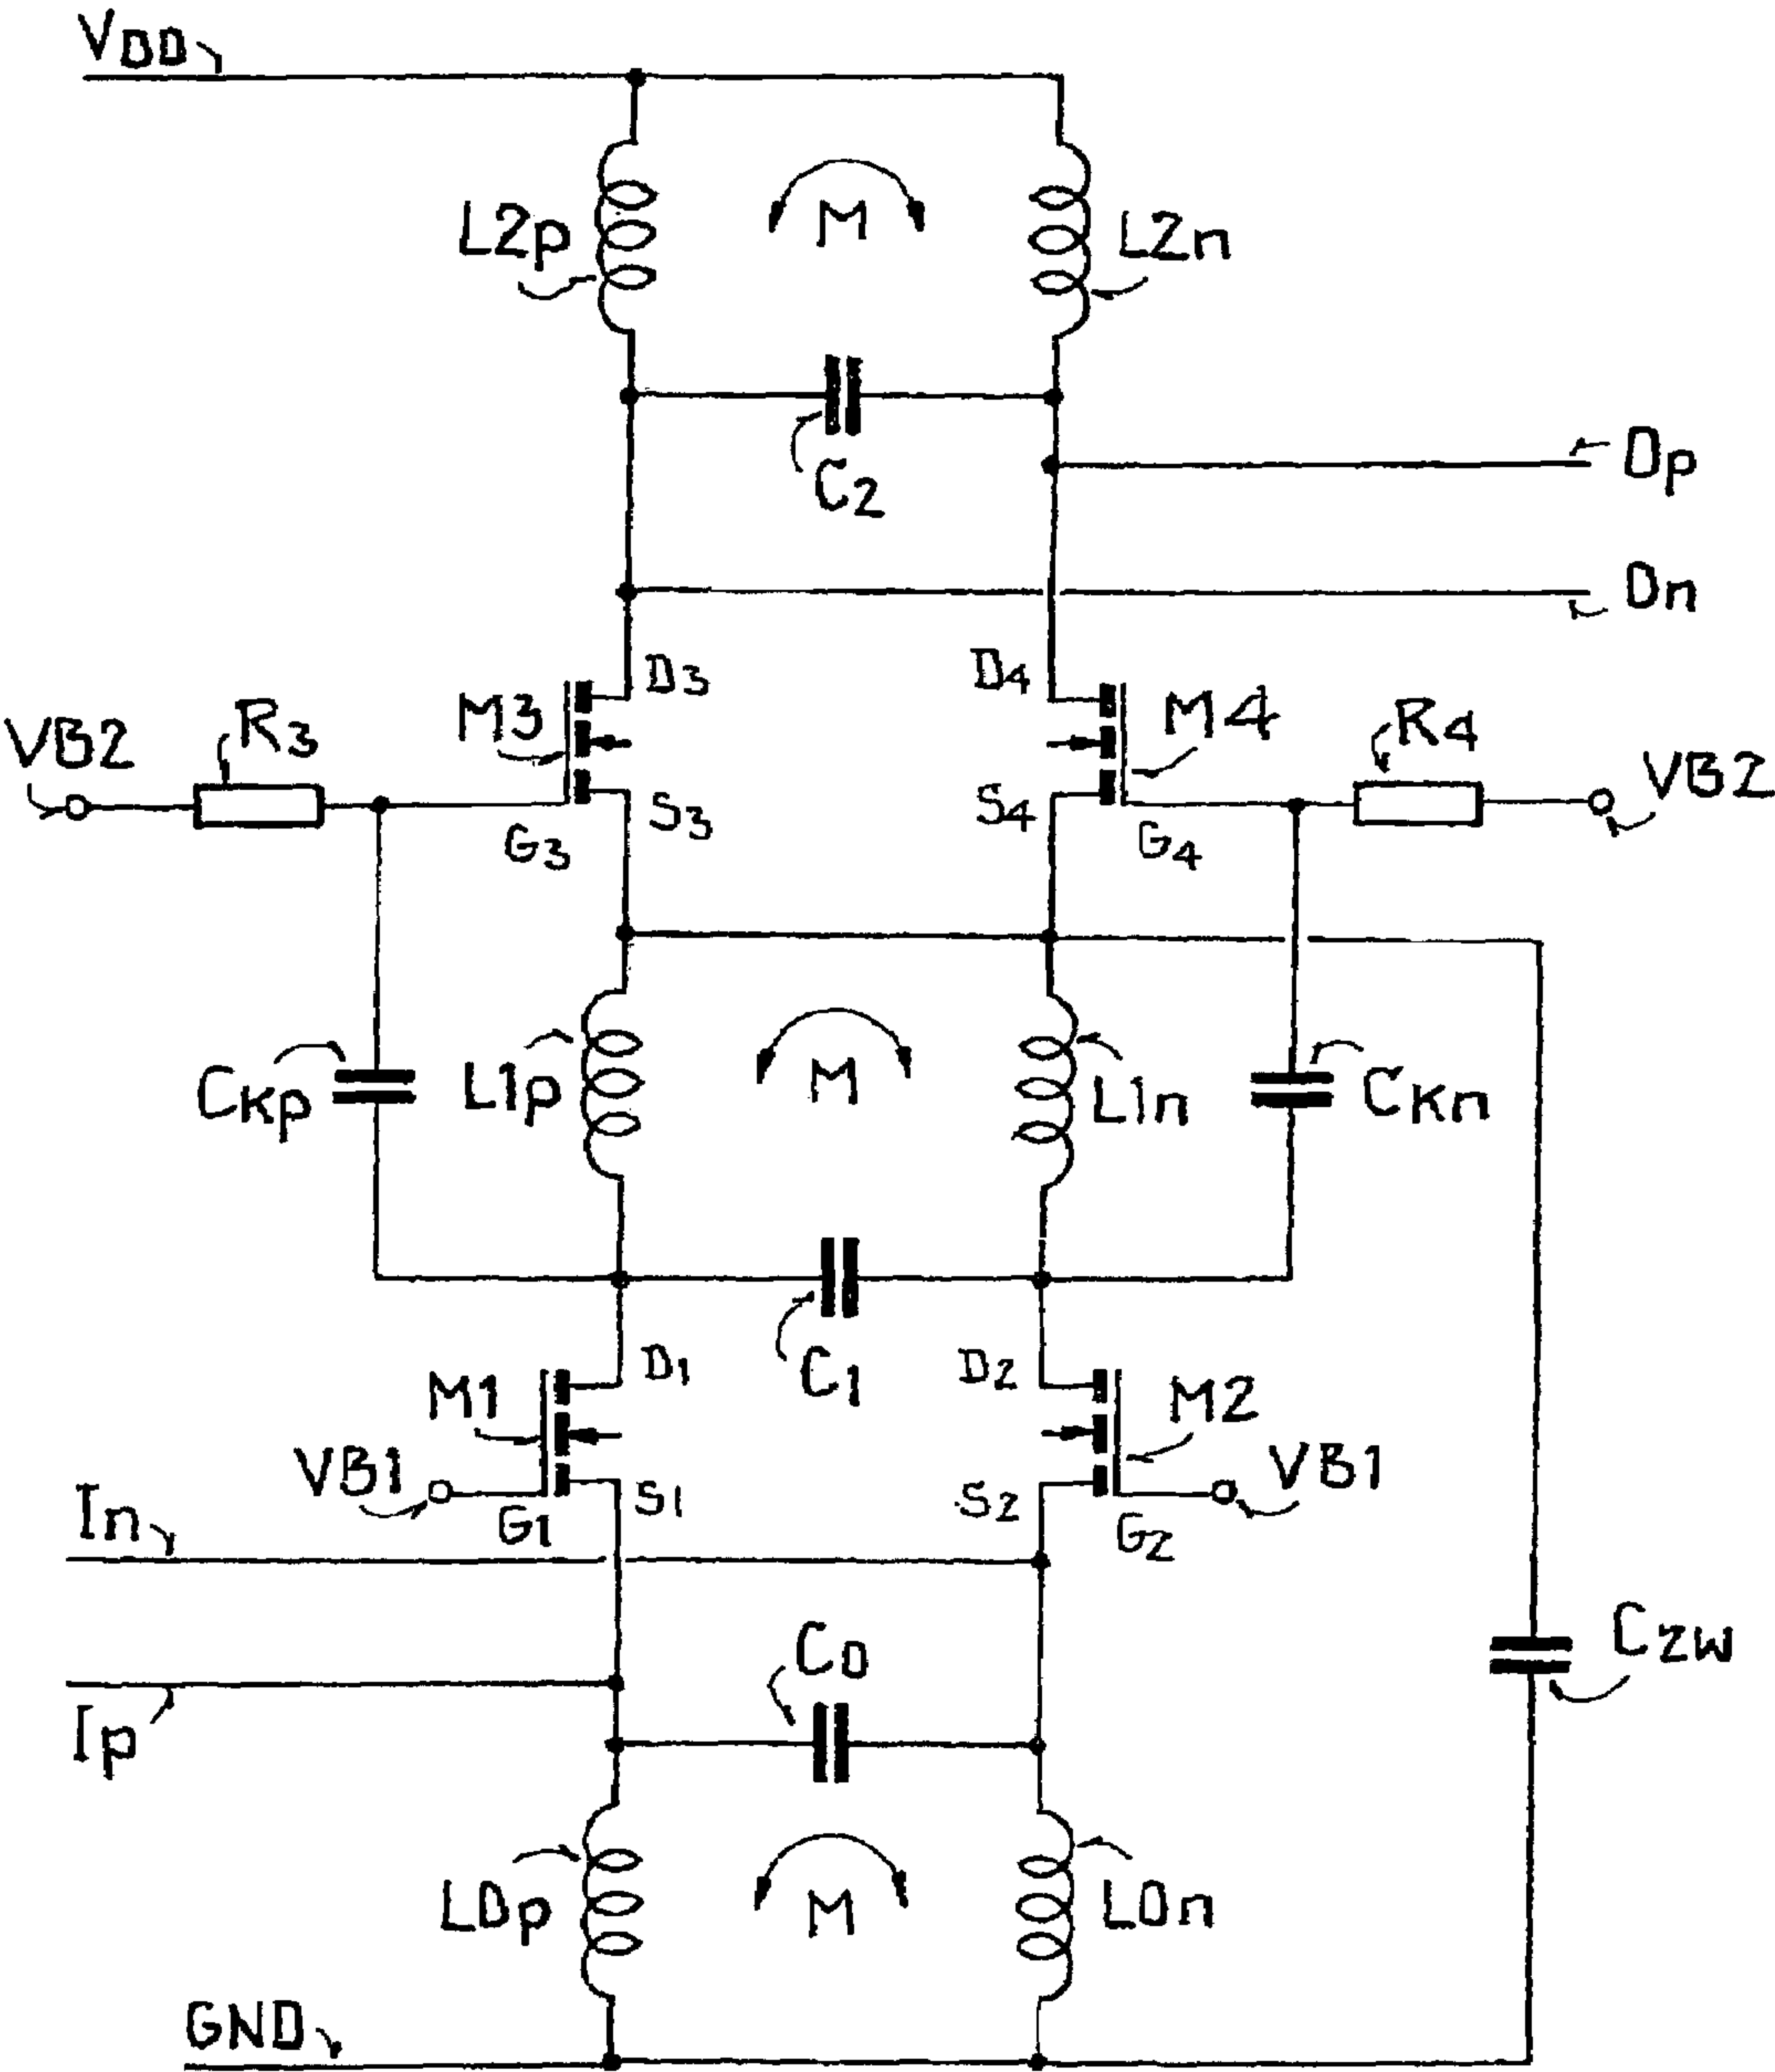 VDD
L2p
M
L2n
C2
Op
On
D3
D4
M3
M4
VB2
R3
R4
VB2
S3
S4
G3
G4
CKp
L1p
M
L1n
CKn
D1
C1
D2
M1
M2
VB1
S1
S2
VB1
In
G1
G2
C0
Czw
Ip
L0p
M
L0n
GND